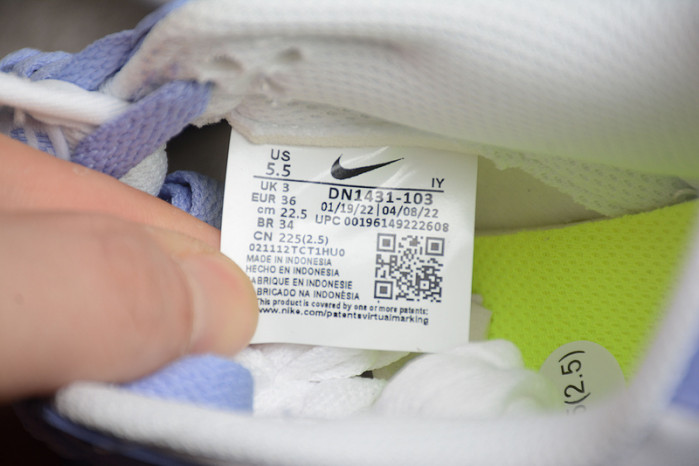 US
5.5
IY
UK 3
DN1431-103
EUR 36
01/19/22 | 04/08/22
cm 22.5
UPC 00196149222608
BR 34
CN 225(2.5)
021112TCT1HU0
MADE IN INDONESIA
HECHO EN INDONESIA
FABRIQUE EN INDONESIE
FABRICADO NA INDONÉSIA
This product is covered by one or more patents:
www.nike.com/patentsvirtualmarking
(2.5)